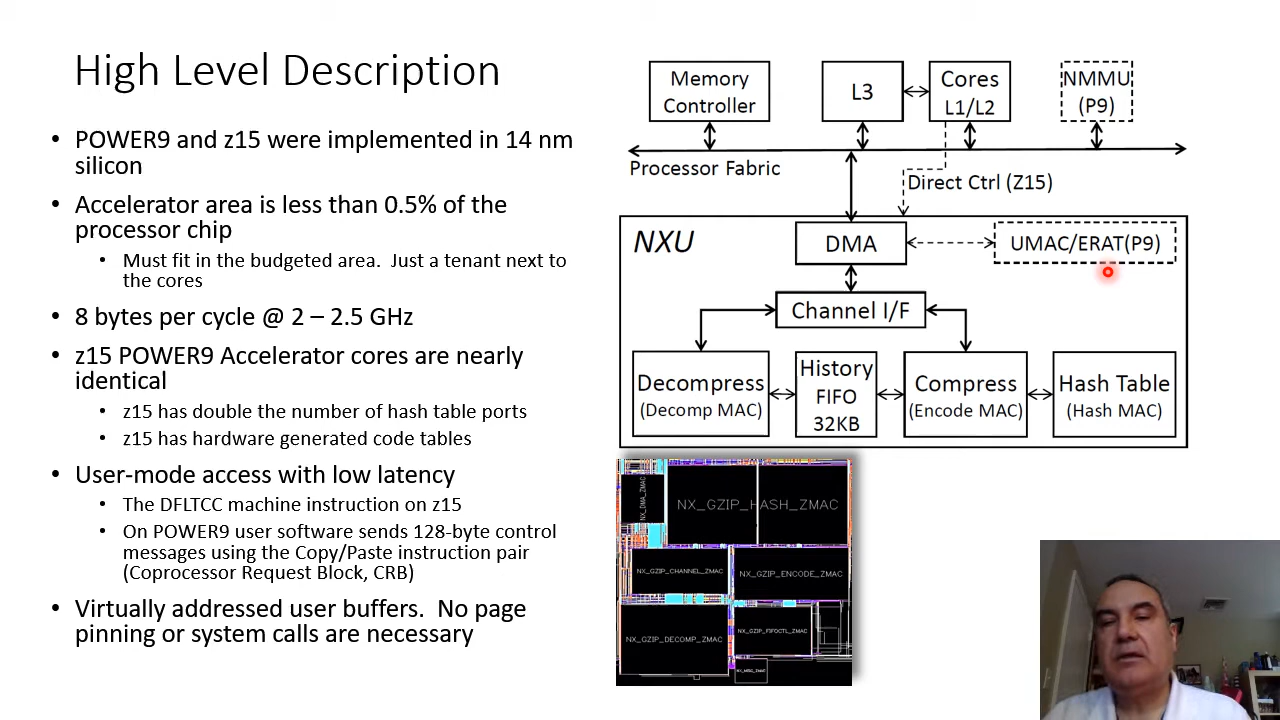 High Level Description
• POWER9 and z15 were implemented in 14 nm
silicon
• Accelerator area is less than 0.5% of the
processor chip
• Must fit in the budgeted area.  Just a tenant next to
the cores
• 8 bytes per cycle @ 2 – 2.5 GHz
• z15 POWER9 Accelerator cores are nearly
identical
• z15 has double the number of hash table ports
• z15 has hardware generated code tables
• User-mode access with low latency
• The DFLTCC machine instruction on z15
• On POWER9 user software sends 128-byte control
messages using the Copy/Paste instruction pair
(Coprocessor Request Block, CRB)
• Virtually addressed user buffers.  No page
pinning or system calls are necessary
Memory
Controller
L3
Cores
L1/L2
NMMU
(P9)
Processor Fabric
Direct Ctrl (Z15)
NXU
DMA
UMAC/ERAT(P9)
Channel I/F
Decompress
(Decomp MAC)
History
FIFO
32KB
Compress
(Encode MAC)
Hash Table
(Hash MAC)
NX_DMA_ZMAC
NX_GZIP_HASH_ZMAC
NX_GZIP_CHANNEL_ZMAC
NX_GZIP_ENCODE_ZMAC
NX_GZIP_DECOMP_ZMAC
NX_GZIP_FIFOCTL_ZMAC